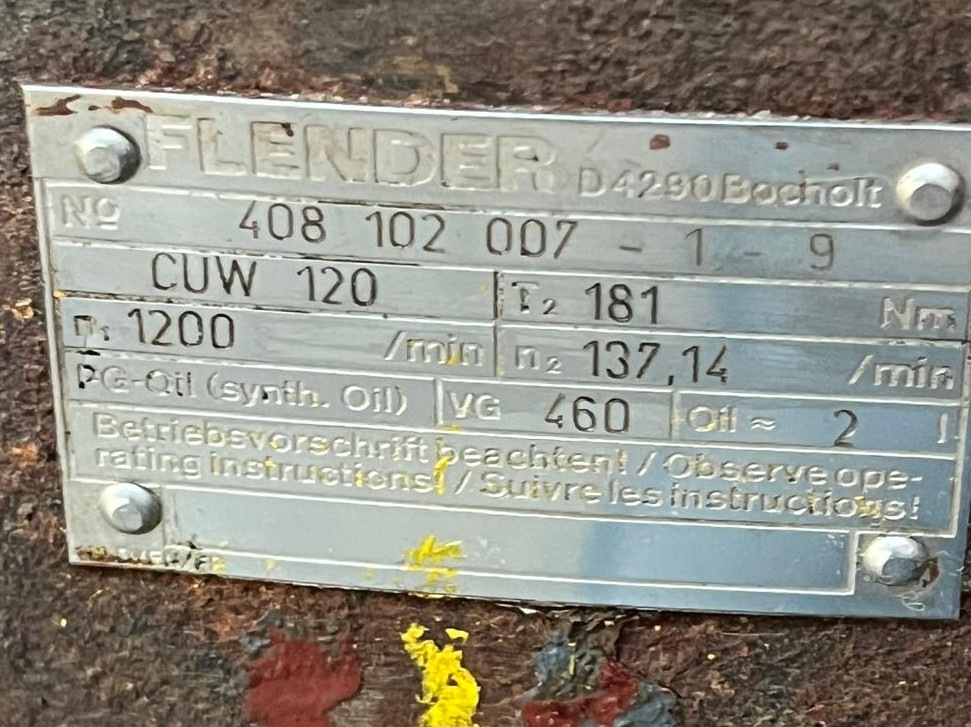 FLENDER D4290 Bocholt
No 408 102 007 - 1 - 9
CUW 120 T2 181 Nm
n1 1200 /min n2 137,14 /min
PG-Oil (synth. Oil) VG 460 Oil ≈ 2 l
Betriebsvorschrift beachten! / Observe ope-
rating instructions! / Suivre les instructions!